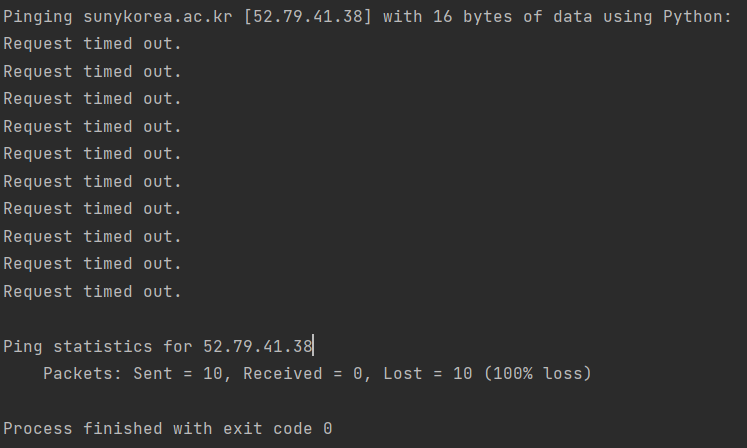 Pinging sunykorea.ac.kr [52.79.41.38] with 16 bytes of data using Python:
Request timed out.
Request timed out.
Request timed out.
Request timed out.
Request timed out.
Request timed out.
Request timed out.
Request timed out.
Request timed out.
Request timed out.
Ping statistics for 52.79.41.38
Packets: Sent = 10, Received = 0, Lost = 10 (100% loss)
Process finished with exit code 0